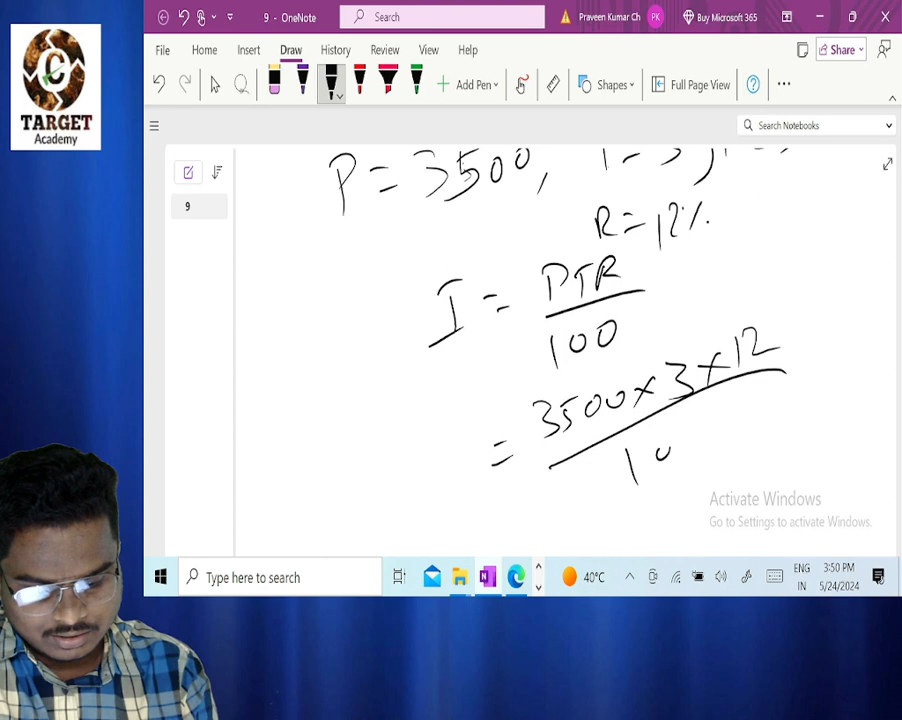 TARGET
Academy
9 - OneNote
Search
Praveen Kumar Ch
PK
Buy Microsoft 365
File
Home
Insert
Draw
History
Review
View
Help
Share
Add Pen
Shapes
Full Page View
Search Notebooks
9
P = 3500,
R = 12%
I = PTR
100
= 3500 × 3 × 12
10
Activate Windows
Go to Settings to activate Windows.
Type here to search
40°C
ENG
IN
3:50 PM
5/24/2024